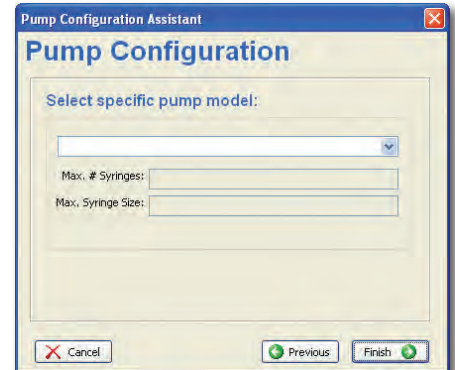 Pump Configuration Assistant
Pump Configuration
Select specific pump model:
Max. # Syringes:
Max. Syringe Size:
Cancel
Previous
Finish